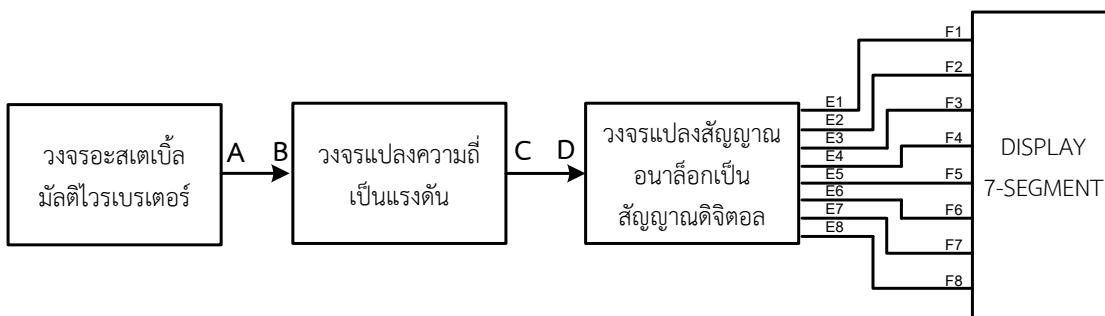 วงจรอะสเตเบิ้ล
มัลติไวรเบรเตอร์
A
B
วงจรแปลงความถี่
เป็นแรงดัน
C
D
วงจรแปลงสัญญาณ
อนาล็อกเป็น
สัญญาณดิจิตอล
E1
E2
E3
E4
E5
E6
E7
E8
F1
F2
F3
F4
F5
F6
F7
F8
DISPLAY
7-SEGMENT